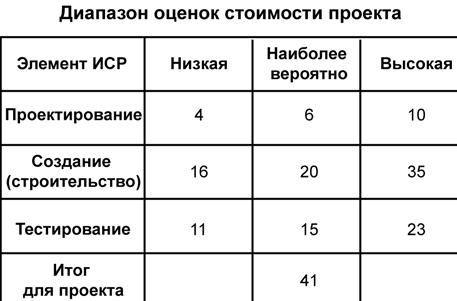 Диапазон оценок стоимости проекта
Элемент ИСР Низкая Наиболее вероятно Высокая
Проектирование 4 6 10
Создание (строительство) 16 20 35
Тестирование 11 15 23
Итог для проекта 41